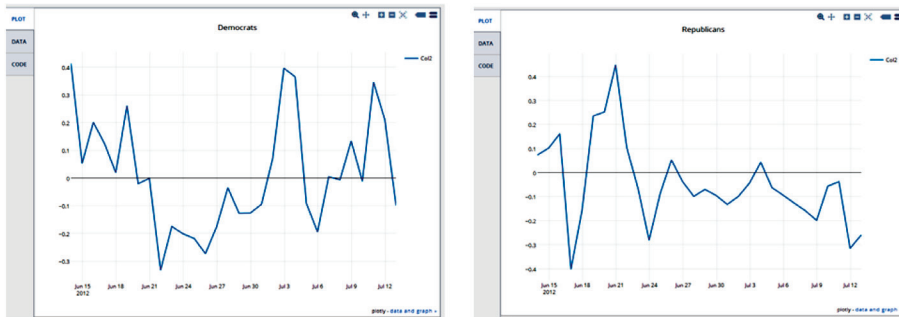 PLOT
DATA
CODE
Democrats
Col2
0.4
0.3
0.2
0.1
0
−0.1
−0.2
−0.3
Jun 15
2012
Jun 18
Jun 21
Jun 24
Jun 27
Jun 30
Jul 3
Jul 6
Jul 9
Jul 12
plotly - data and graph »
PLOT
DATA
CODE
Republicans
Col2
0.4
0.3
0.2
0.1
0
−0.1
−0.2
−0.3
−0.4
Jun 15
2012
Jun 18
Jun 21
Jun 24
Jun 27
Jun 30
Jul 3
Jul 6
Jul 9
Jul 12
plotly - data and graph »